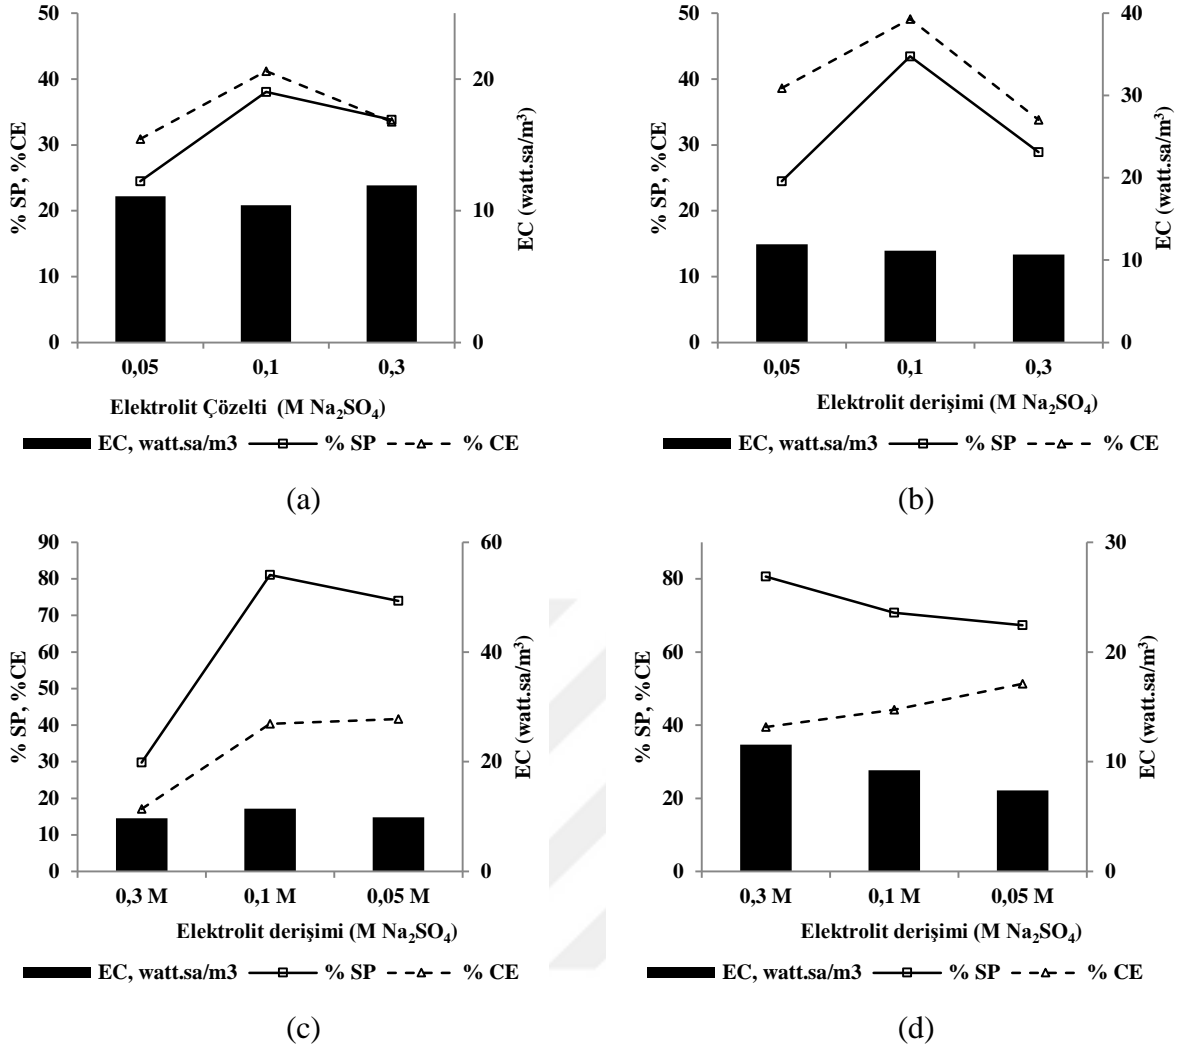 50
40
30
20
10
0
% SP, %CE
20
10
0
EC (watt.sa/m³)
0,05 0,1 0,3
Elektrolit Çözelti (M Na₂SO₄)
EC, watt.sa/m3 % SP % CE
(a)
50
40
30
20
10
0
% SP, %CE
40
30
20
10
0
EC (watt.sa/m³)
0,05 0,1 0,3
Elektrolit derişimi (M Na₂SO₄)
EC, watt.sa/m3 % SP % CE
(b)
90
80
70
60
50
40
30
20
10
0
% SP, %CE
60
40
20
0
EC (watt.sa/m³)
0,3 M 0,1 M 0,05 M
Elektrolit derişimi (M Na₂SO₄)
EC, watt.sa/m3 % SP % CE
(c)
80
60
40
20
0
% SP, %CE
30
20
10
0
EC (watt.sa/m³)
0,3 M 0,1 M 0,05 M
Elektrolit derişimi (M Na₂SO₄)
EC, watt.sa/m3 % SP % CE
(d)